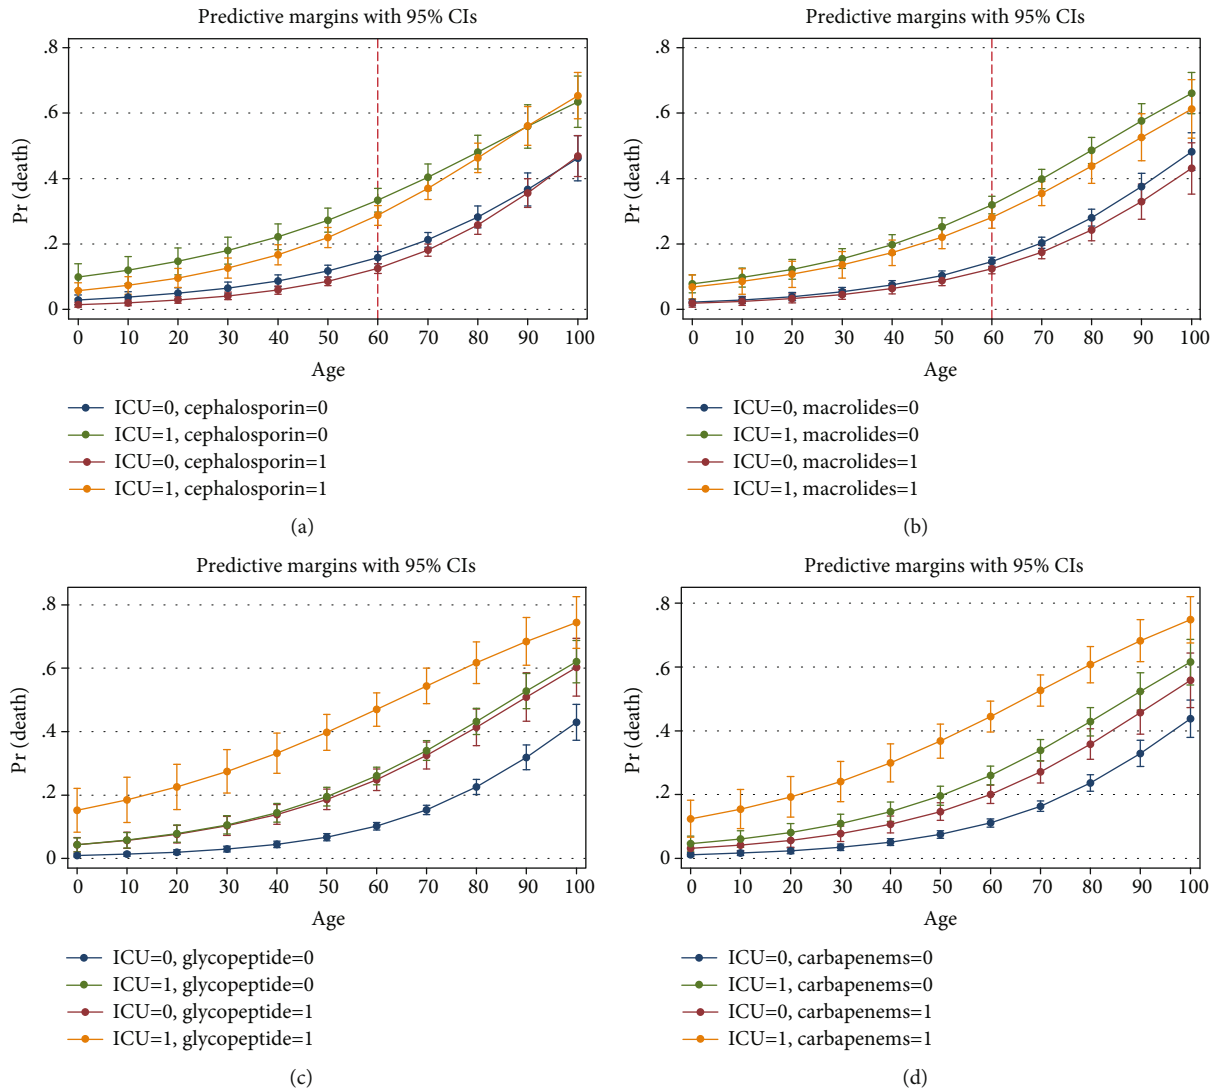 Predictive margins with 95% CIs
Pr (death)
.8
.6
.4
.2
0
0 10 20 30 40 50 60 70 80 90 100
Age
ICU=0, cephalosporin=0
ICU=1, cephalosporin=0
ICU=0, cephalosporin=1
ICU=1, cephalosporin=1
(a)
Predictive margins with 95% CIs
Pr (death)
.8
.6
.4
.2
0
0 10 20 30 40 50 60 70 80 90 100
Age
ICU=0, macrolides=0
ICU=1, macrolides=0
ICU=0, macrolides=1
ICU=1, macrolides=1
(b)
Predictive margins with 95% CIs
Pr (death)
.8
.6
.4
.2
0
0 10 20 30 40 50 60 70 80 90 100
Age
ICU=0, glycopeptide=0
ICU=1, glycopeptide=0
ICU=0, glycopeptide=1
ICU=1, glycopeptide=1
(c)
Predictive margins with 95% CIs
Pr (death)
.8
.6
.4
.2
0
0 10 20 30 40 50 60 70 80 90 100
Age
ICU=0, carbapenems=0
ICU=1, carbapenems=0
ICU=0, carbapenems=1
ICU=1, carbapenems=1
(d)